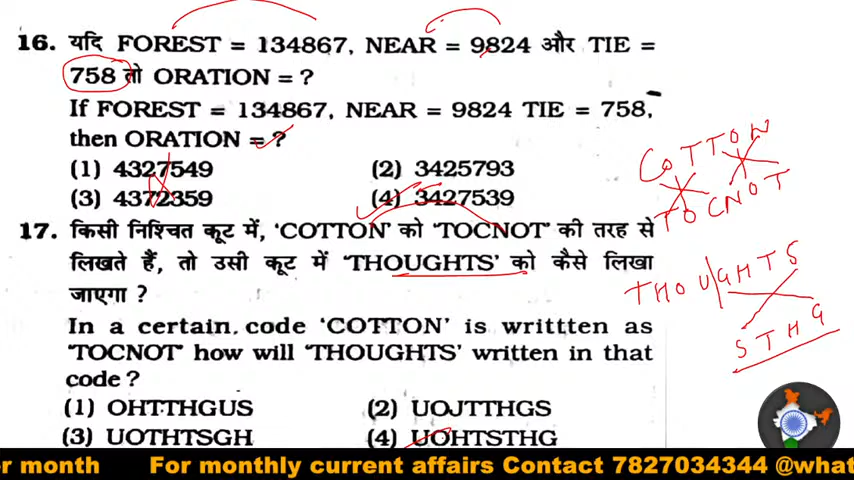 16. यदि FOREST = 134867, NEAR = 9824 और TIE =
758 तो ORATION = ?
If FOREST = 134867, NEAR = 9824 TIE = 758,
then ORATION = ?
(1) 4327549 (2) 3425793
(3) 4372359 (4) 3427539
17. किसी निश्चित कूट में, 'COTTON' को 'TOCNOT' की तरह से
लिखते हैं, तो उसी कूट में 'THOUGHTS' को कैसे लिखा
जाएगा ?
In a certain code 'COTTON' is writtten as
'TOCNOT' how will 'THOUGHTS' written in that
code ?
(1) OHTTHGUS (2) UOJTTHGS
(3) UOTHTSGH (4) UOHTSTHG
COTTON
TOCNOT
THOUGHTS
STHG
or month For monthly current affairs Contact 7827034344 @wha